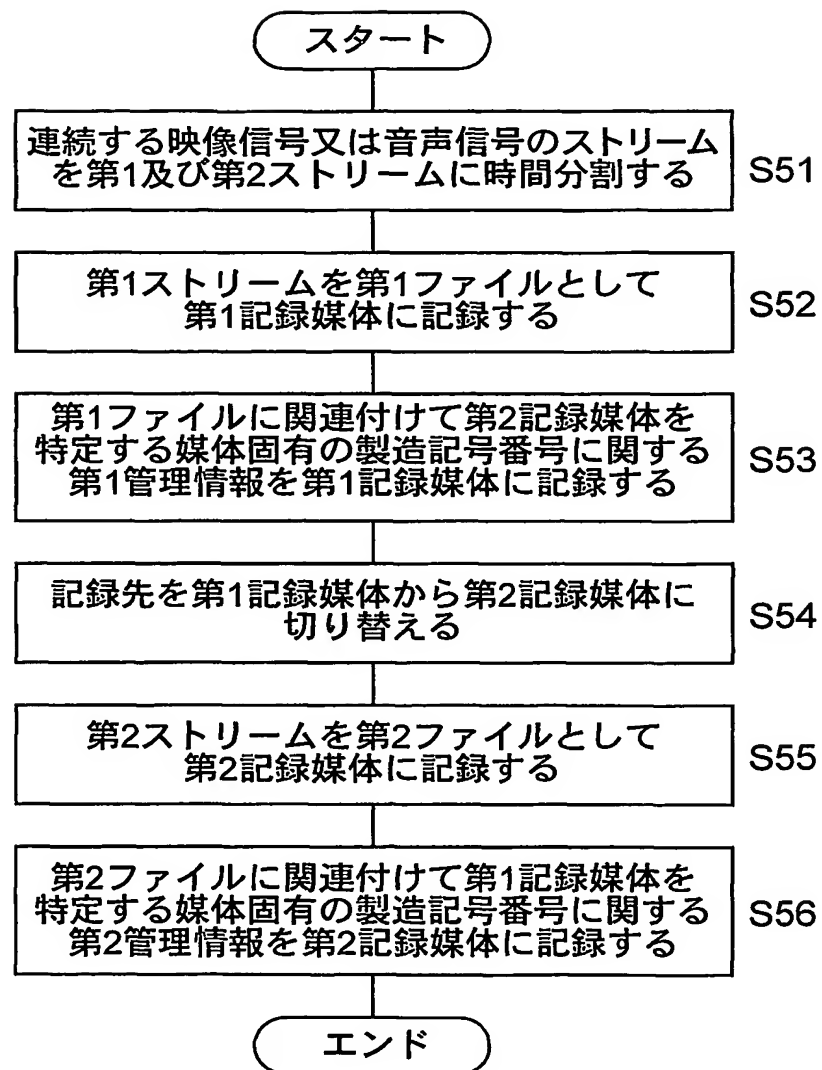 スタート
連続する映像信号又は音声信号のストリーム
を第1及び第2ストリームに時間分割する
S51
第1ストリームを第1ファイルとして
第1記録媒体に記録する
S52
第1ファイルに関連付けて第2記録媒体を
特定する媒体固有の製造記号番号に関する
第1管理情報を第1記録媒体に記録する
S53
記録先を第1記録媒体から第2記録媒体に
切り替える
S54
第2ストリームを第2ファイルとして
第2記録媒体に記録する
S55
第2ファイルに関連付けて第1記録媒体を
特定する媒体固有の製造記号番号に関する
第2管理情報を第2記録媒体に記録する
S56
エンド